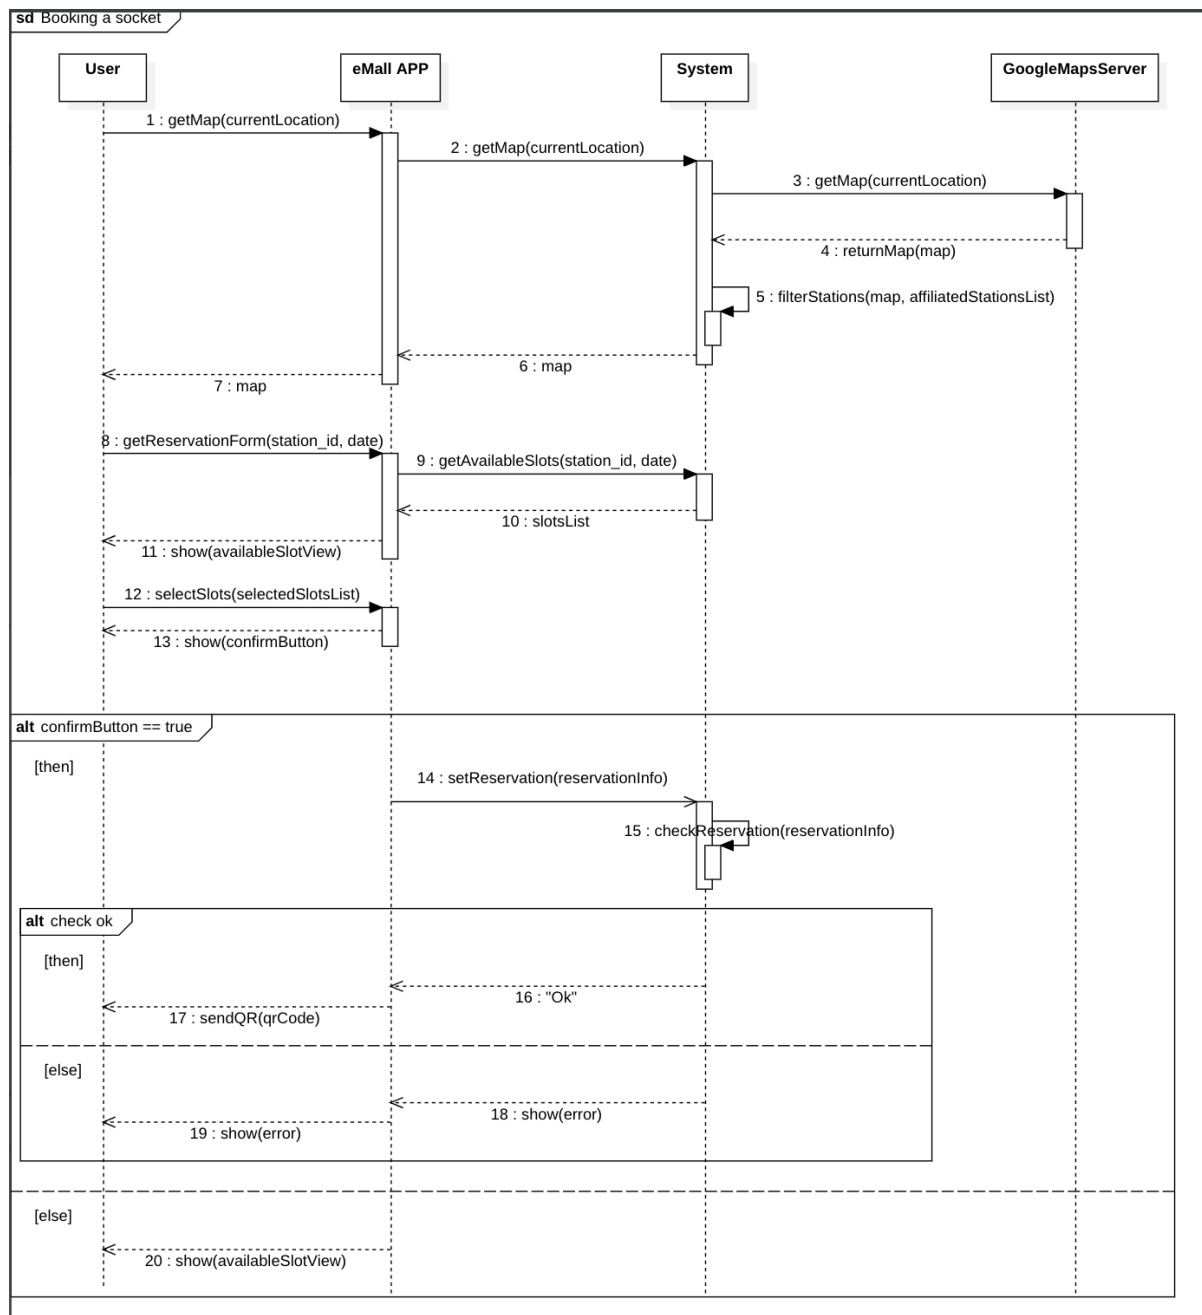 sd Booking a socket
User
eMall APP
System
GoogleMapsServer
1 : getMap(currentLocation)
2 : getMap(currentLocation)
3 : getMap(currentLocation)
4 : returnMap(map)
5 : filterStations(map, affiliatedStationsList)
6 : map
7 : map
8 : getReservationForm(station_id, date)
9 : getAvailableSlots(station_id, date)
10 : slotsList
11 : show(availableSlotView)
12 : selectSlots(selectedSlotsList)
13 : show(confirmButton)
alt confirmButton == true
[then]
14 : setReservation(reservationInfo)
15 : checkReservation(reservationInfo)
alt check ok
[then]
16 : "Ok"
17 : sendQR(qrCode)
[else]
18 : show(error)
19 : show(error)
[else]
20 : show(availableSlotView)